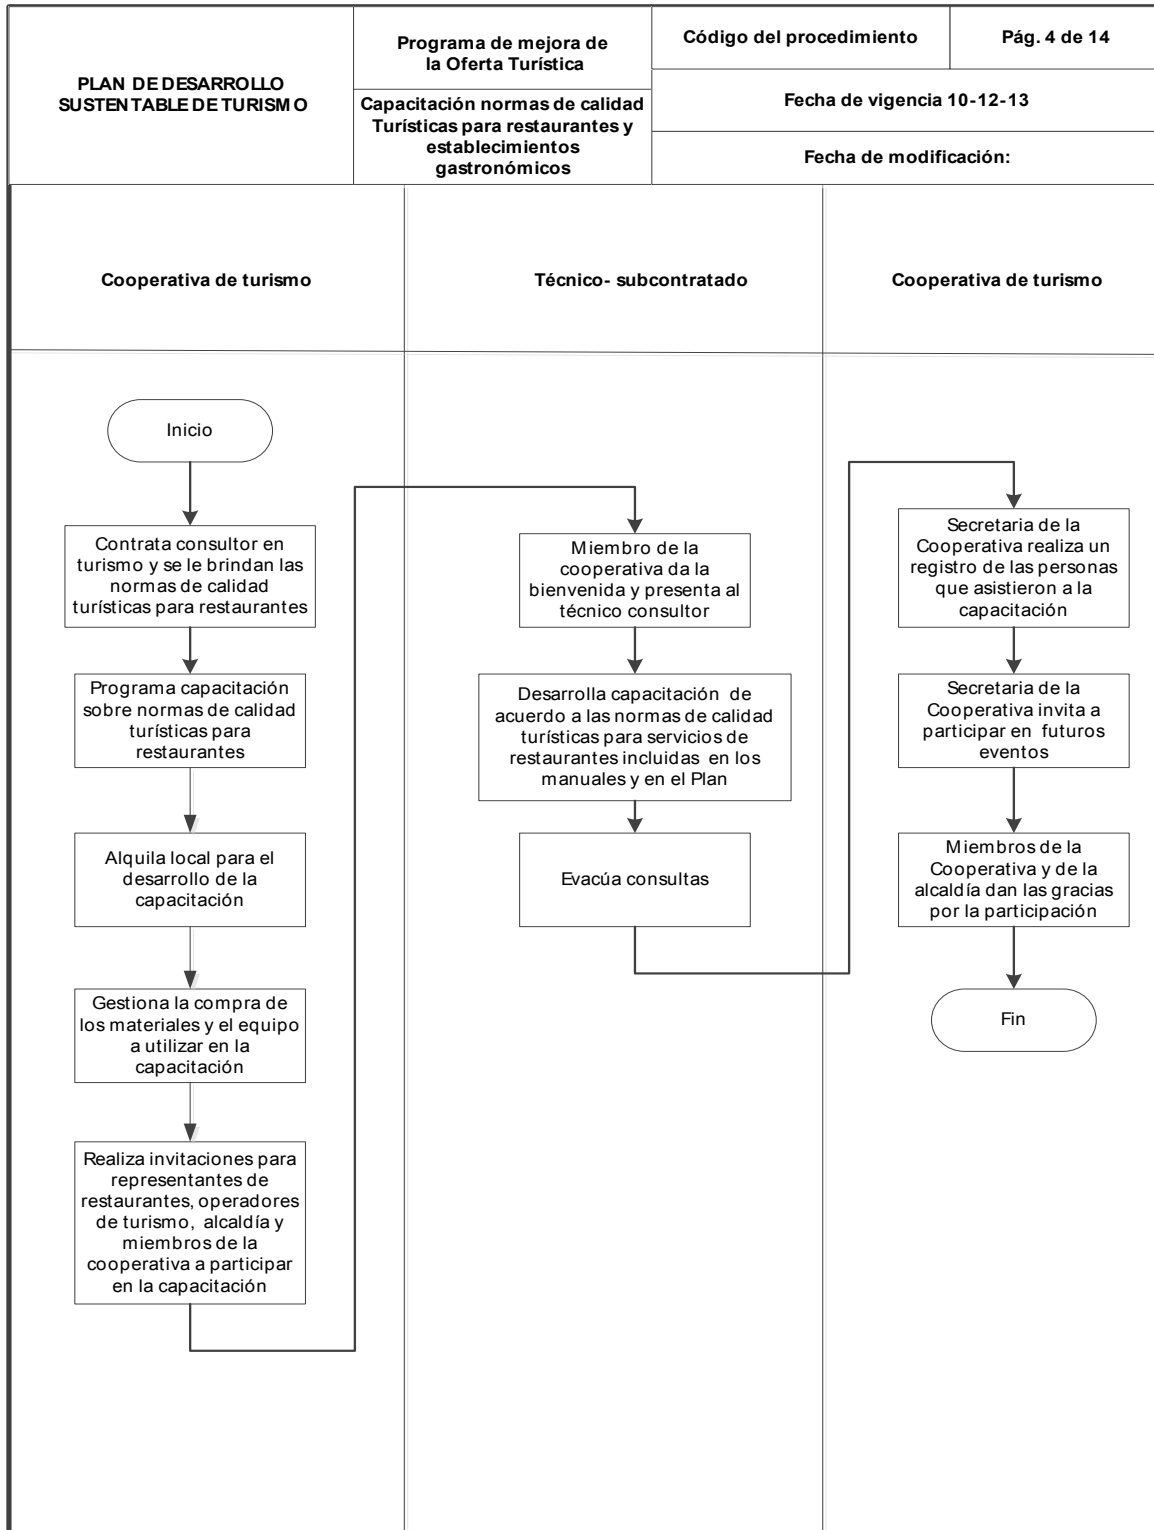 PLAN DE DESARROLLO
SUSTENTABLE DE TURISMO
Programa de mejora de
la Oferta Turística
Capacitación normas de calidad
Turísticas para restaurantes y
establecimientos
gastronómicos
Código del procedimiento
Pág. 4 de 14
Fecha de vigencia 10-12-13
Fecha de modificación:
Cooperativa de turismo
Técnico- subcontratado
Cooperativa de turismo
Inicio
Contrata consultor en
turismo y se le brindan las
normas de calidad
turísticas para restaurantes
Programa capacitación
sobre normas de calidad
turísticas para
restaurantes
Alquila local para el
desarrollo de la
capacitación
Gestiona la compra de
los materiales y el equipo
a utilizar en la
capacitación
Realiza invitaciones para
representantes de
restaurantes, operadores
de turismo, alcaldía y
miembros de la
cooperativa a participar
en la capacitación
Miembro de la
cooperativa da la
bienvenida y presenta al
técnico consultor
Desarrolla capacitación de
acuerdo a las normas de calidad
turísticas para servicios de
restaurantes incluidas en los
manuales y en el Plan
Evacúa consultas
Secretaria de la
Cooperativa realiza un
registro de las personas
que asistieron a la
capacitación
Secretaria de la
Cooperativa invita a
participar en futuros
eventos
Miembros de la
Cooperativa y de la
alcaldía dan las gracias
por la participación
Fin